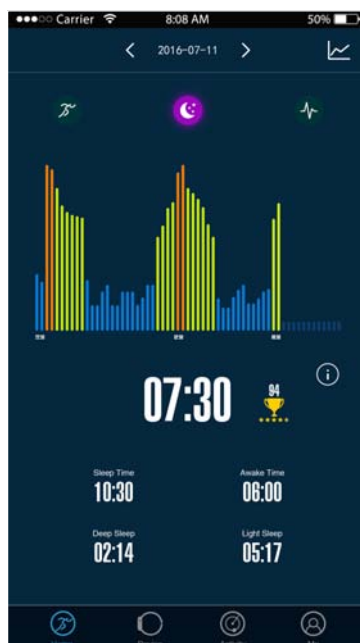 Carrier 8:08 AM 50%
2016-07-11
07:30
94
Sleep Time Awake Time
10:30 06:00
Deep Sleep Light Sleep
02:14 05:17